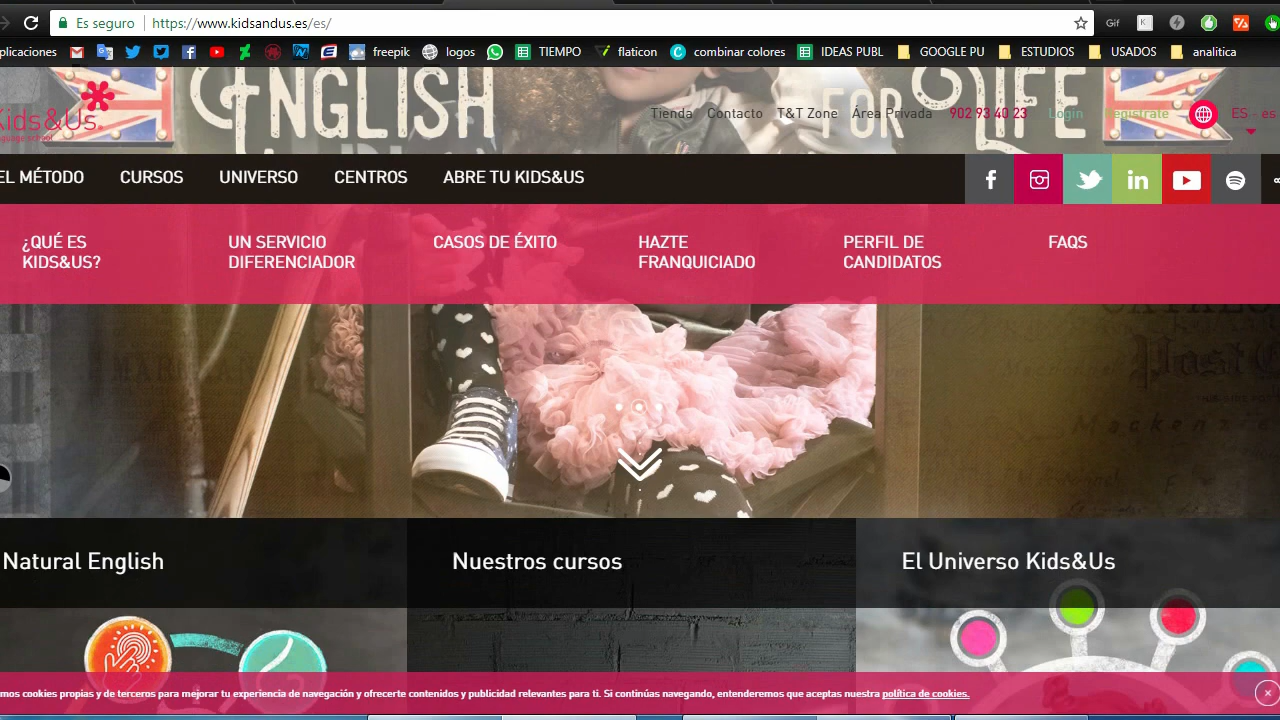 Es seguro https://www.kidsandus.es/es/
Gif
plicaciones freepik logos TIEMPO flaticon combinar colores IDEAS PUBL GOOGLE PU ESTUDIOS USADOS analítica
ENGLISH FOR LIFE
Kids&Us
Tienda Contacto T&T Zone Área Privada 902 93 40 23 Login Regístrate ES - es
EL MÉTODO CURSOS UNIVERSO CENTROS ABRE TU KIDS&US
¿QUÉ ES
KIDS&US?
UN SERVICIO
DIFERENCIADOR
CASOS DE ÉXITO
HAZTE
FRANQUICIADO
PERFIL DE
CANDIDATOS
FAQS
Natural English
Nuestros cursos
El Universo Kids&Us
mos cookies propias y de terceros para mejorar tu experiencia de navegación y ofrecerte contenidos y publicidad relevantes para ti. Si continúas navegando, entenderemos que aceptas nuestra política de cookies.